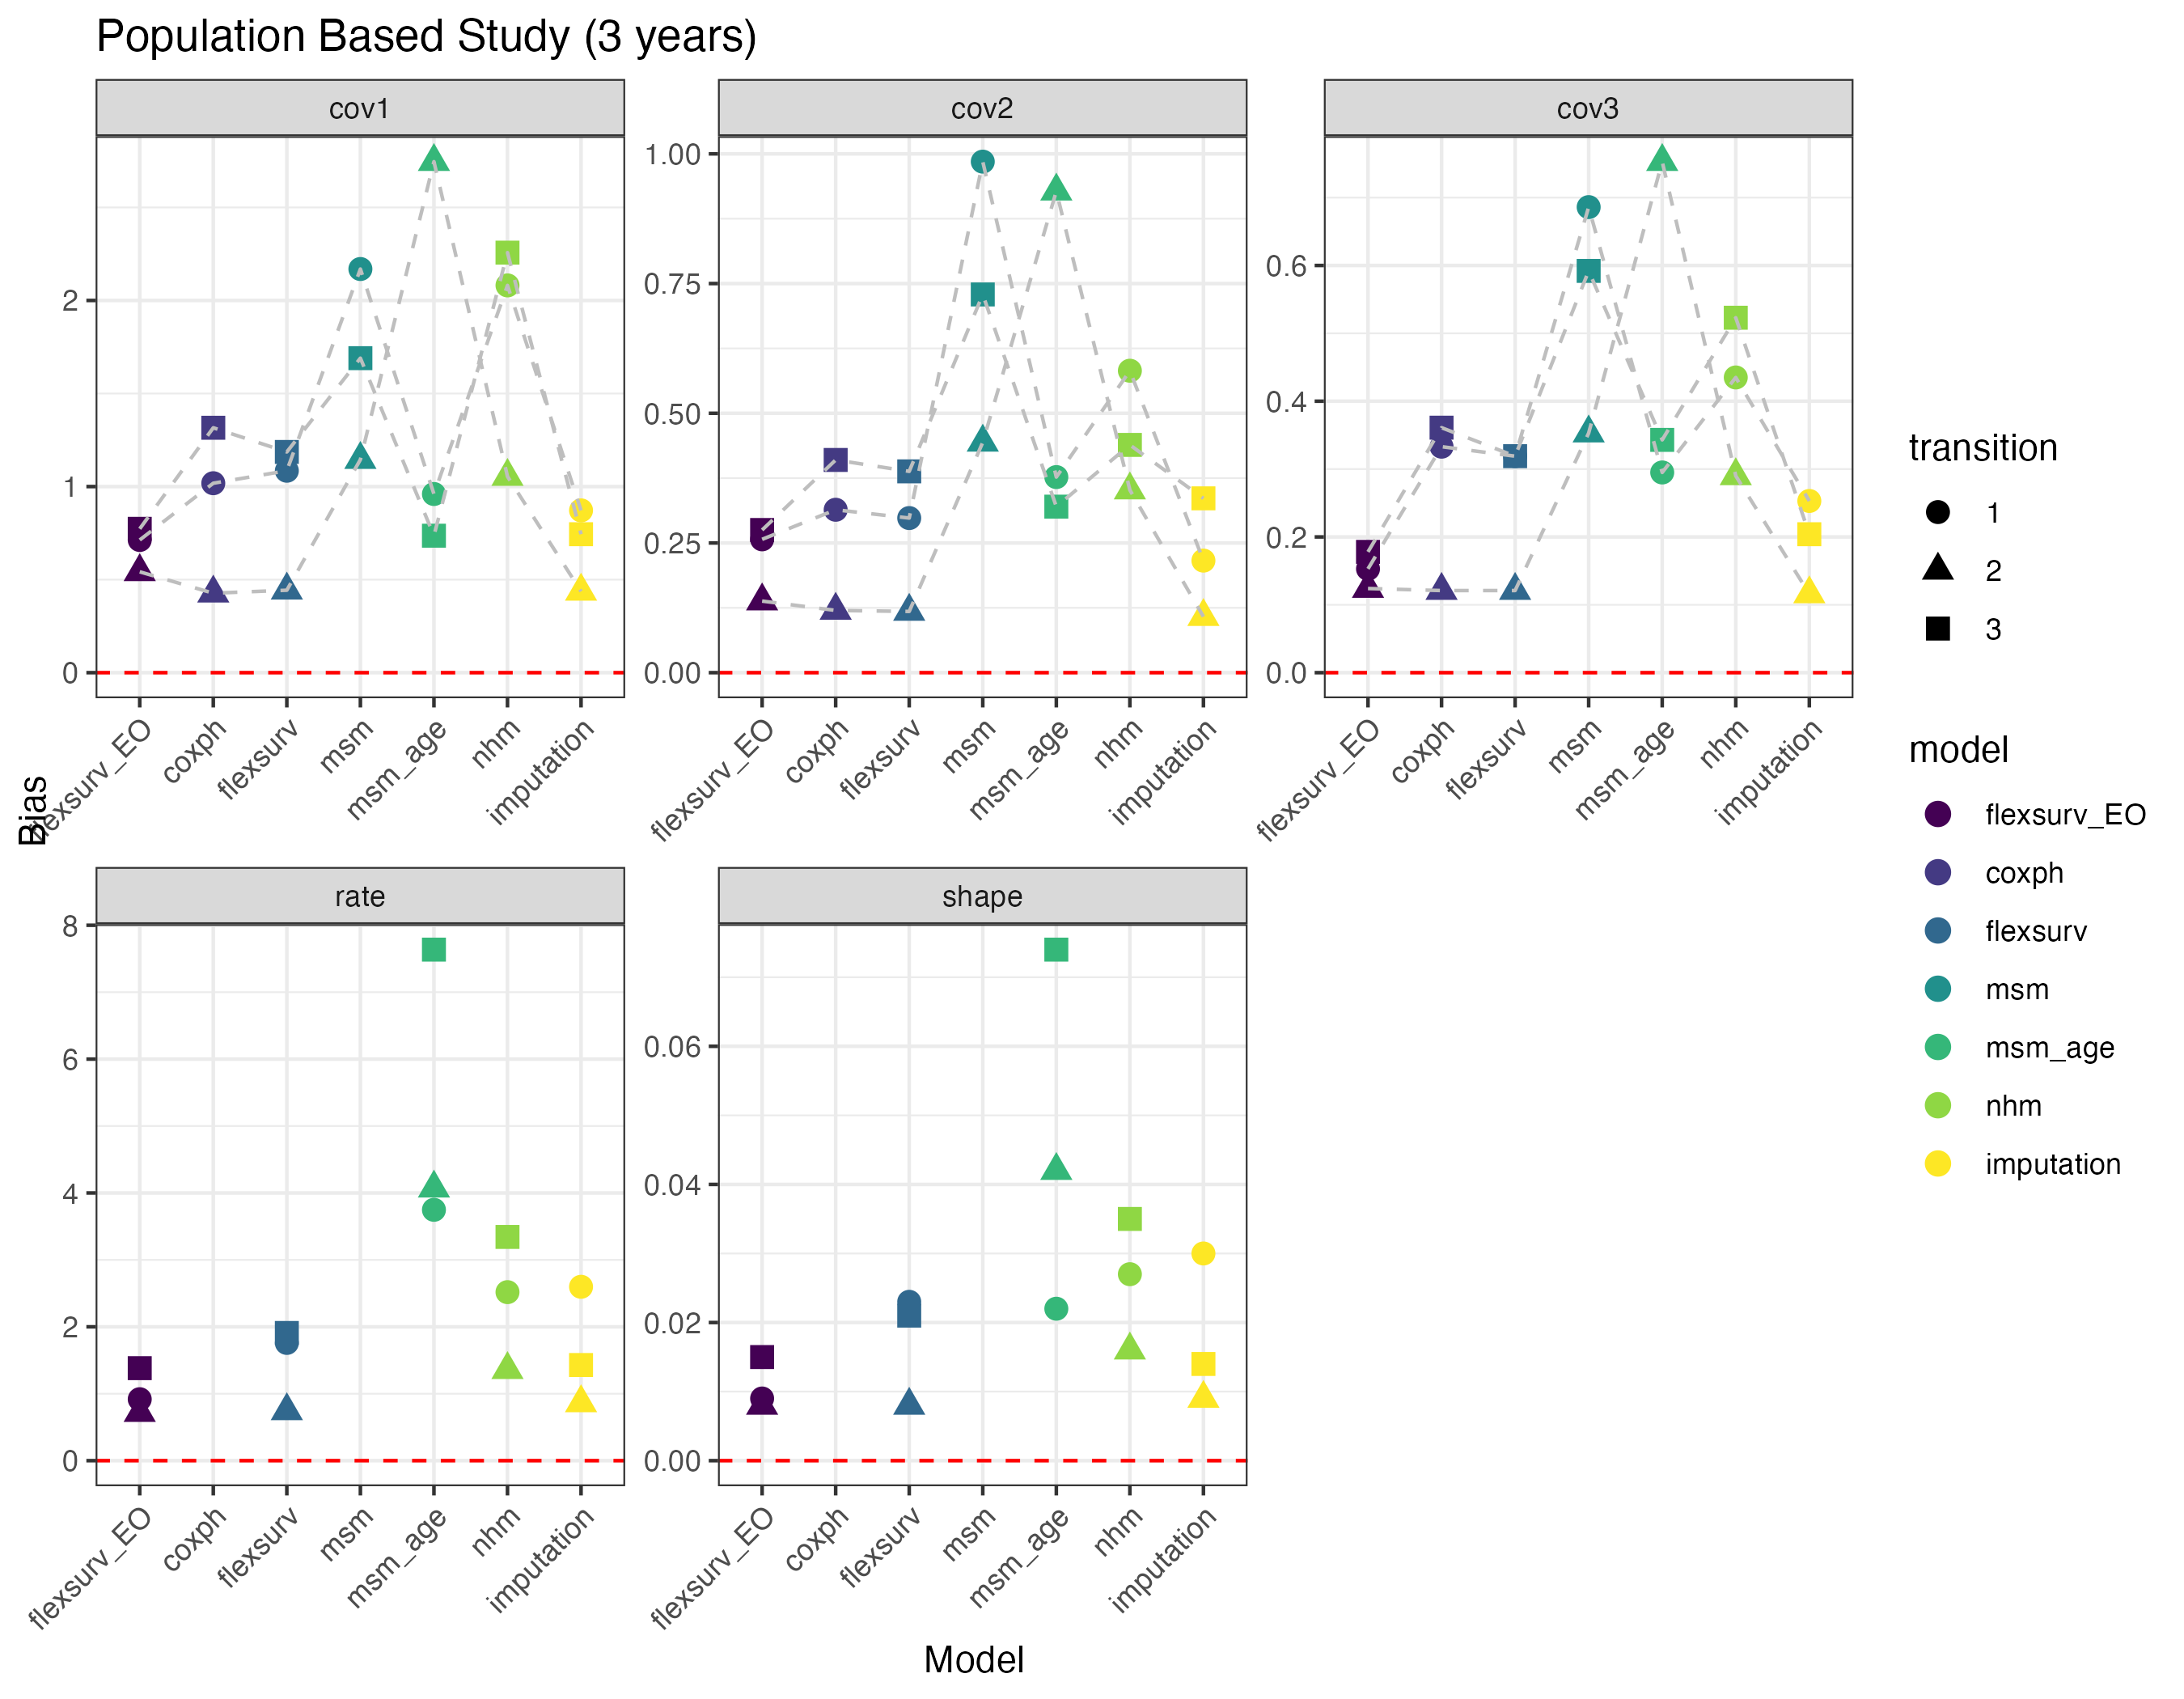 Population Based Study (3 years)
cov1
cov2
cov3
2
1
0
1.00
0.75
0.50
0.25
0.00
0.6
0.4
0.2
0.0
flexsurv_EO
coxph
flexsurv
msm
msm_age
nhm
imputation
flexsurv_EO
coxph
flexsurv
msm
msm_age
nhm
imputation
flexsurv_EO
coxph
flexsurv
msm
msm_age
nhm
imputation
Bias
rate
shape
8
6
4
2
0
0.06
0.04
0.02
0.00
flexsurv_EO
coxph
flexsurv
msm
msm_age
nhm
imputation
flexsurv_EO
coxph
flexsurv
msm
msm_age
nhm
imputation
Model
transition
1
2
3
model
flexsurv_EO
coxph
flexsurv
msm
msm_age
nhm
imputation